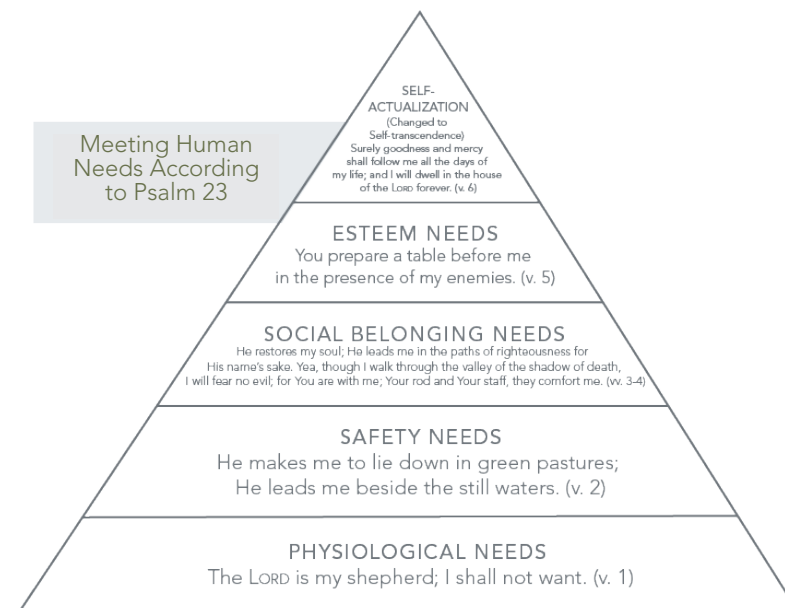 SELF-
ACTUALIZATION
(Changed to
Self-transcendence)
Surely goodness and mercy
shall follow me all the days of
my life; and I will dwell in the house
of the LORD forever. (v. 6)
Meeting Human
Needs According
to Psalm 23
ESTEEM NEEDS
You prepare a table before me
in the presence of my enemies. (v. 5)
SOCIAL BELONGING NEEDS
He restores my soul; He leads me in the paths of righteousness for
His name's sake. Yea, though I walk through the valley of the shadow of death,
I will fear no evil; for You are with me; Your rod and Your staff, they comfort me. (vv. 3-4)
SAFETY NEEDS
He makes me to lie down in green pastures;
He leads me beside the still waters. (v. 2)
PHYSIOLOGICAL NEEDS
The LORD is my shepherd; I shall not want. (v. 1)